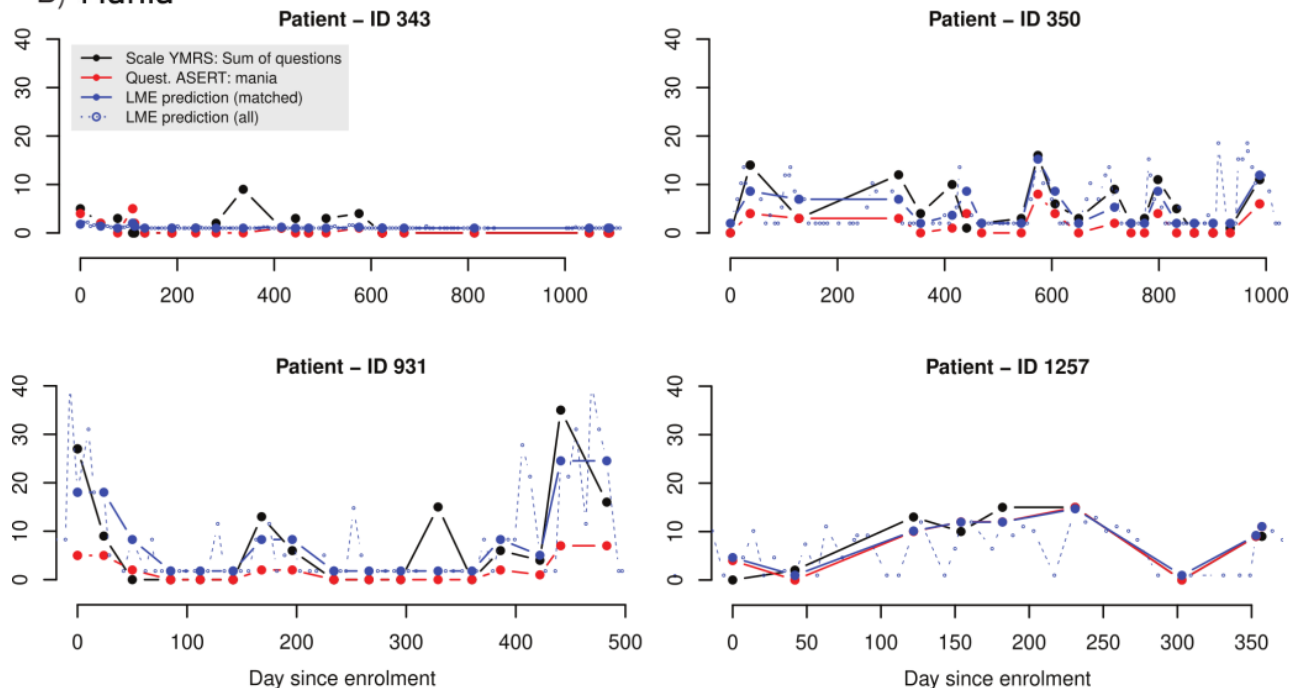 B) Mania
Patient – ID 343
40
30
20
10
0
Scale YMRS: Sum of questions
Quest. ASERT: mania
LME prediction (matched)
LME prediction (all)
0 200 400 600 800 1000
Patient – ID 350
40
30
20
10
0
0 200 400 600 800 1000
Patient – ID 931
40
30
20
10
0
0 100 200 300 400 500
Day since enrolment
Patient – ID 1257
40
30
20
10
0
0 50 100 150 200 250 300 350
Day since enrolment